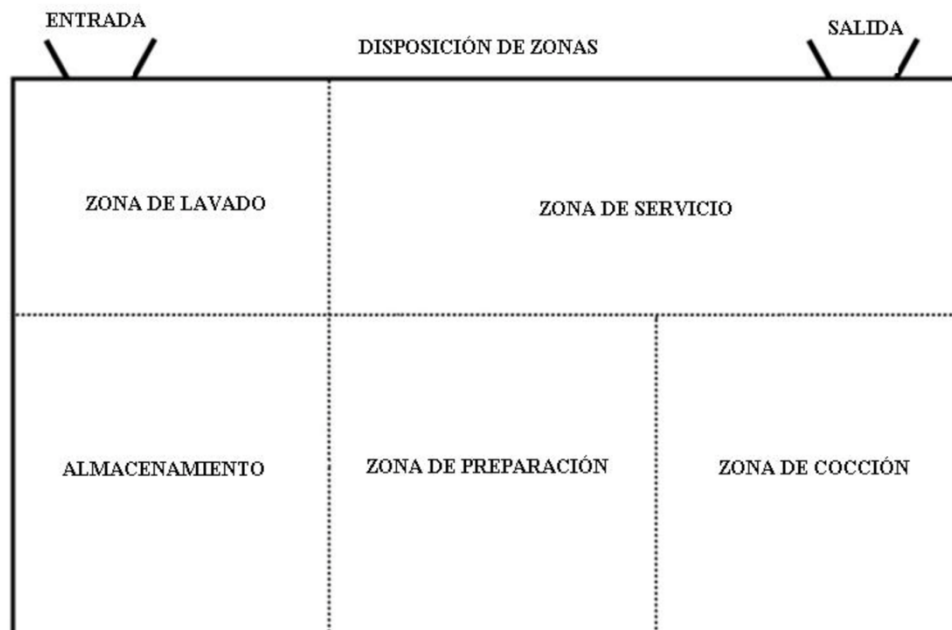 ENTRADA
SALIDA
DISPOSICIÓN DE ZONAS
ZONA DE LAVADO
ZONA DE SERVICIO
ALMACENAMIENTO
ZONA DE PREPARACIÓN
ZONA DE COCCIÓN